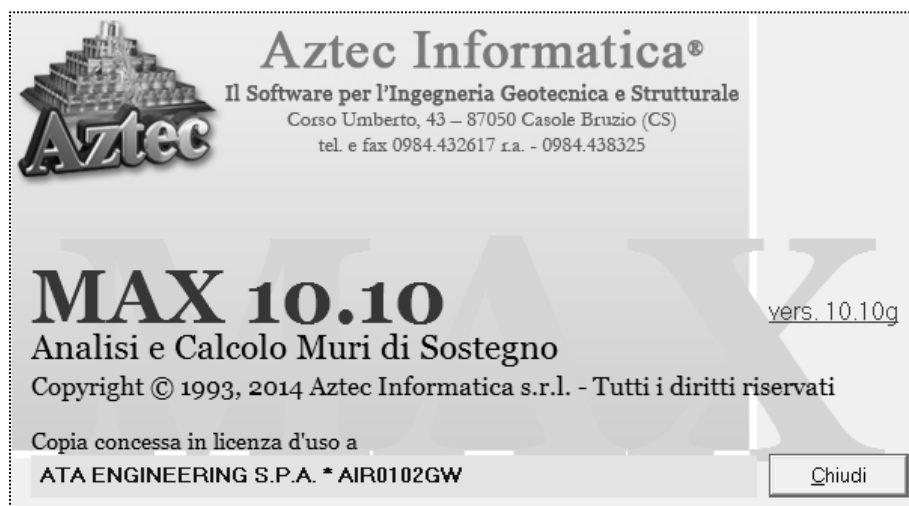 Aztec
Aztec Informatica®
Il Software per l'Ingegneria Geotecnica e Strutturale
Corso Umberto, 43 – 87050 Casole Bruzio (CS)
tel. e fax 0984.432617 r.a. - 0984.438325
MAX
MAX 10.10
vers. 10.10g
Analisi e Calcolo Muri di Sostegno
Copyright © 1993, 2014 Aztec Informatica s.r.l. - Tutti i diritti riservati
Copia concessa in licenza d'uso a
ATA ENGINEERING S.P.A. * AIR0102GW
Chiudi